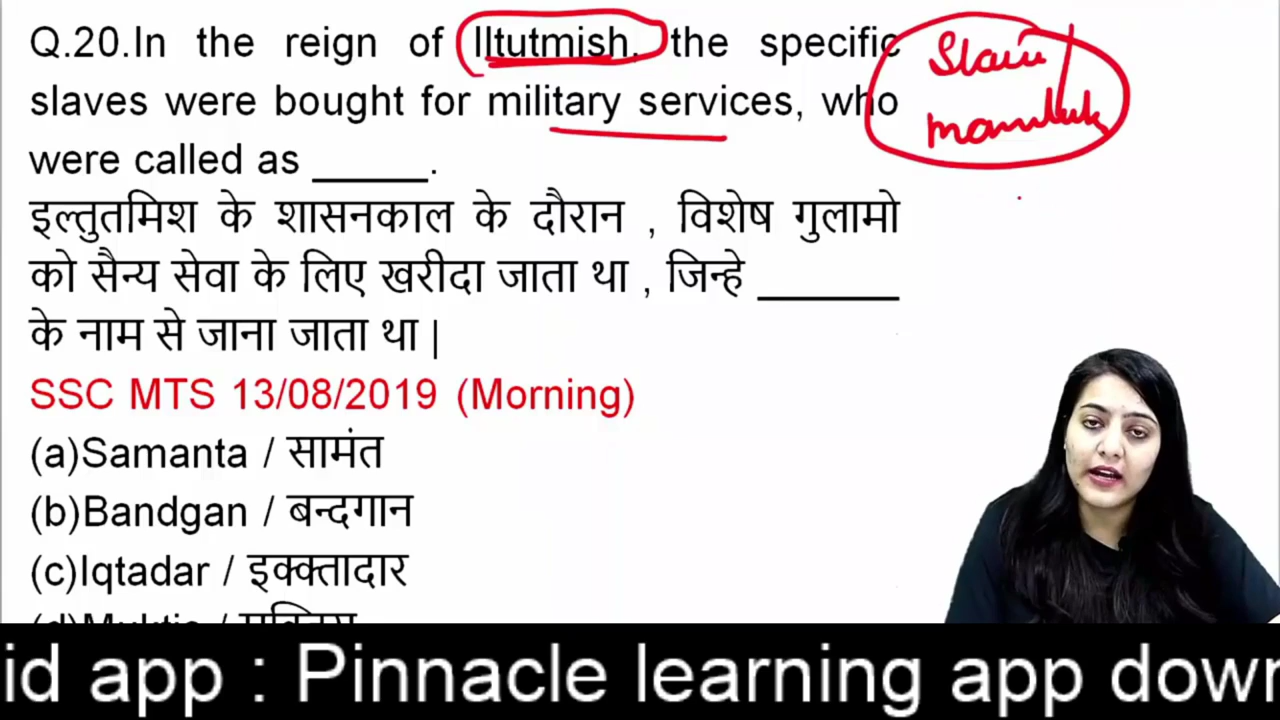 Q.20.In the reign of Iltutmish, the specific
slaves were bought for military services, who
were called as _____.
इल्तुतमिश के शासनकाल के दौरान , विशेष गुलामो
को सैन्य सेवा के लिए खरीदा जाता था , जिन्हे ______
के नाम से जाना जाता था |
SSC MTS 13/08/2019 (Morning)
(a)Samanta / सामंत
(b)Bandgan / बन्दगान
(c)Iqtadar / इक्क्तादार
id app : Pinnacle learning app down